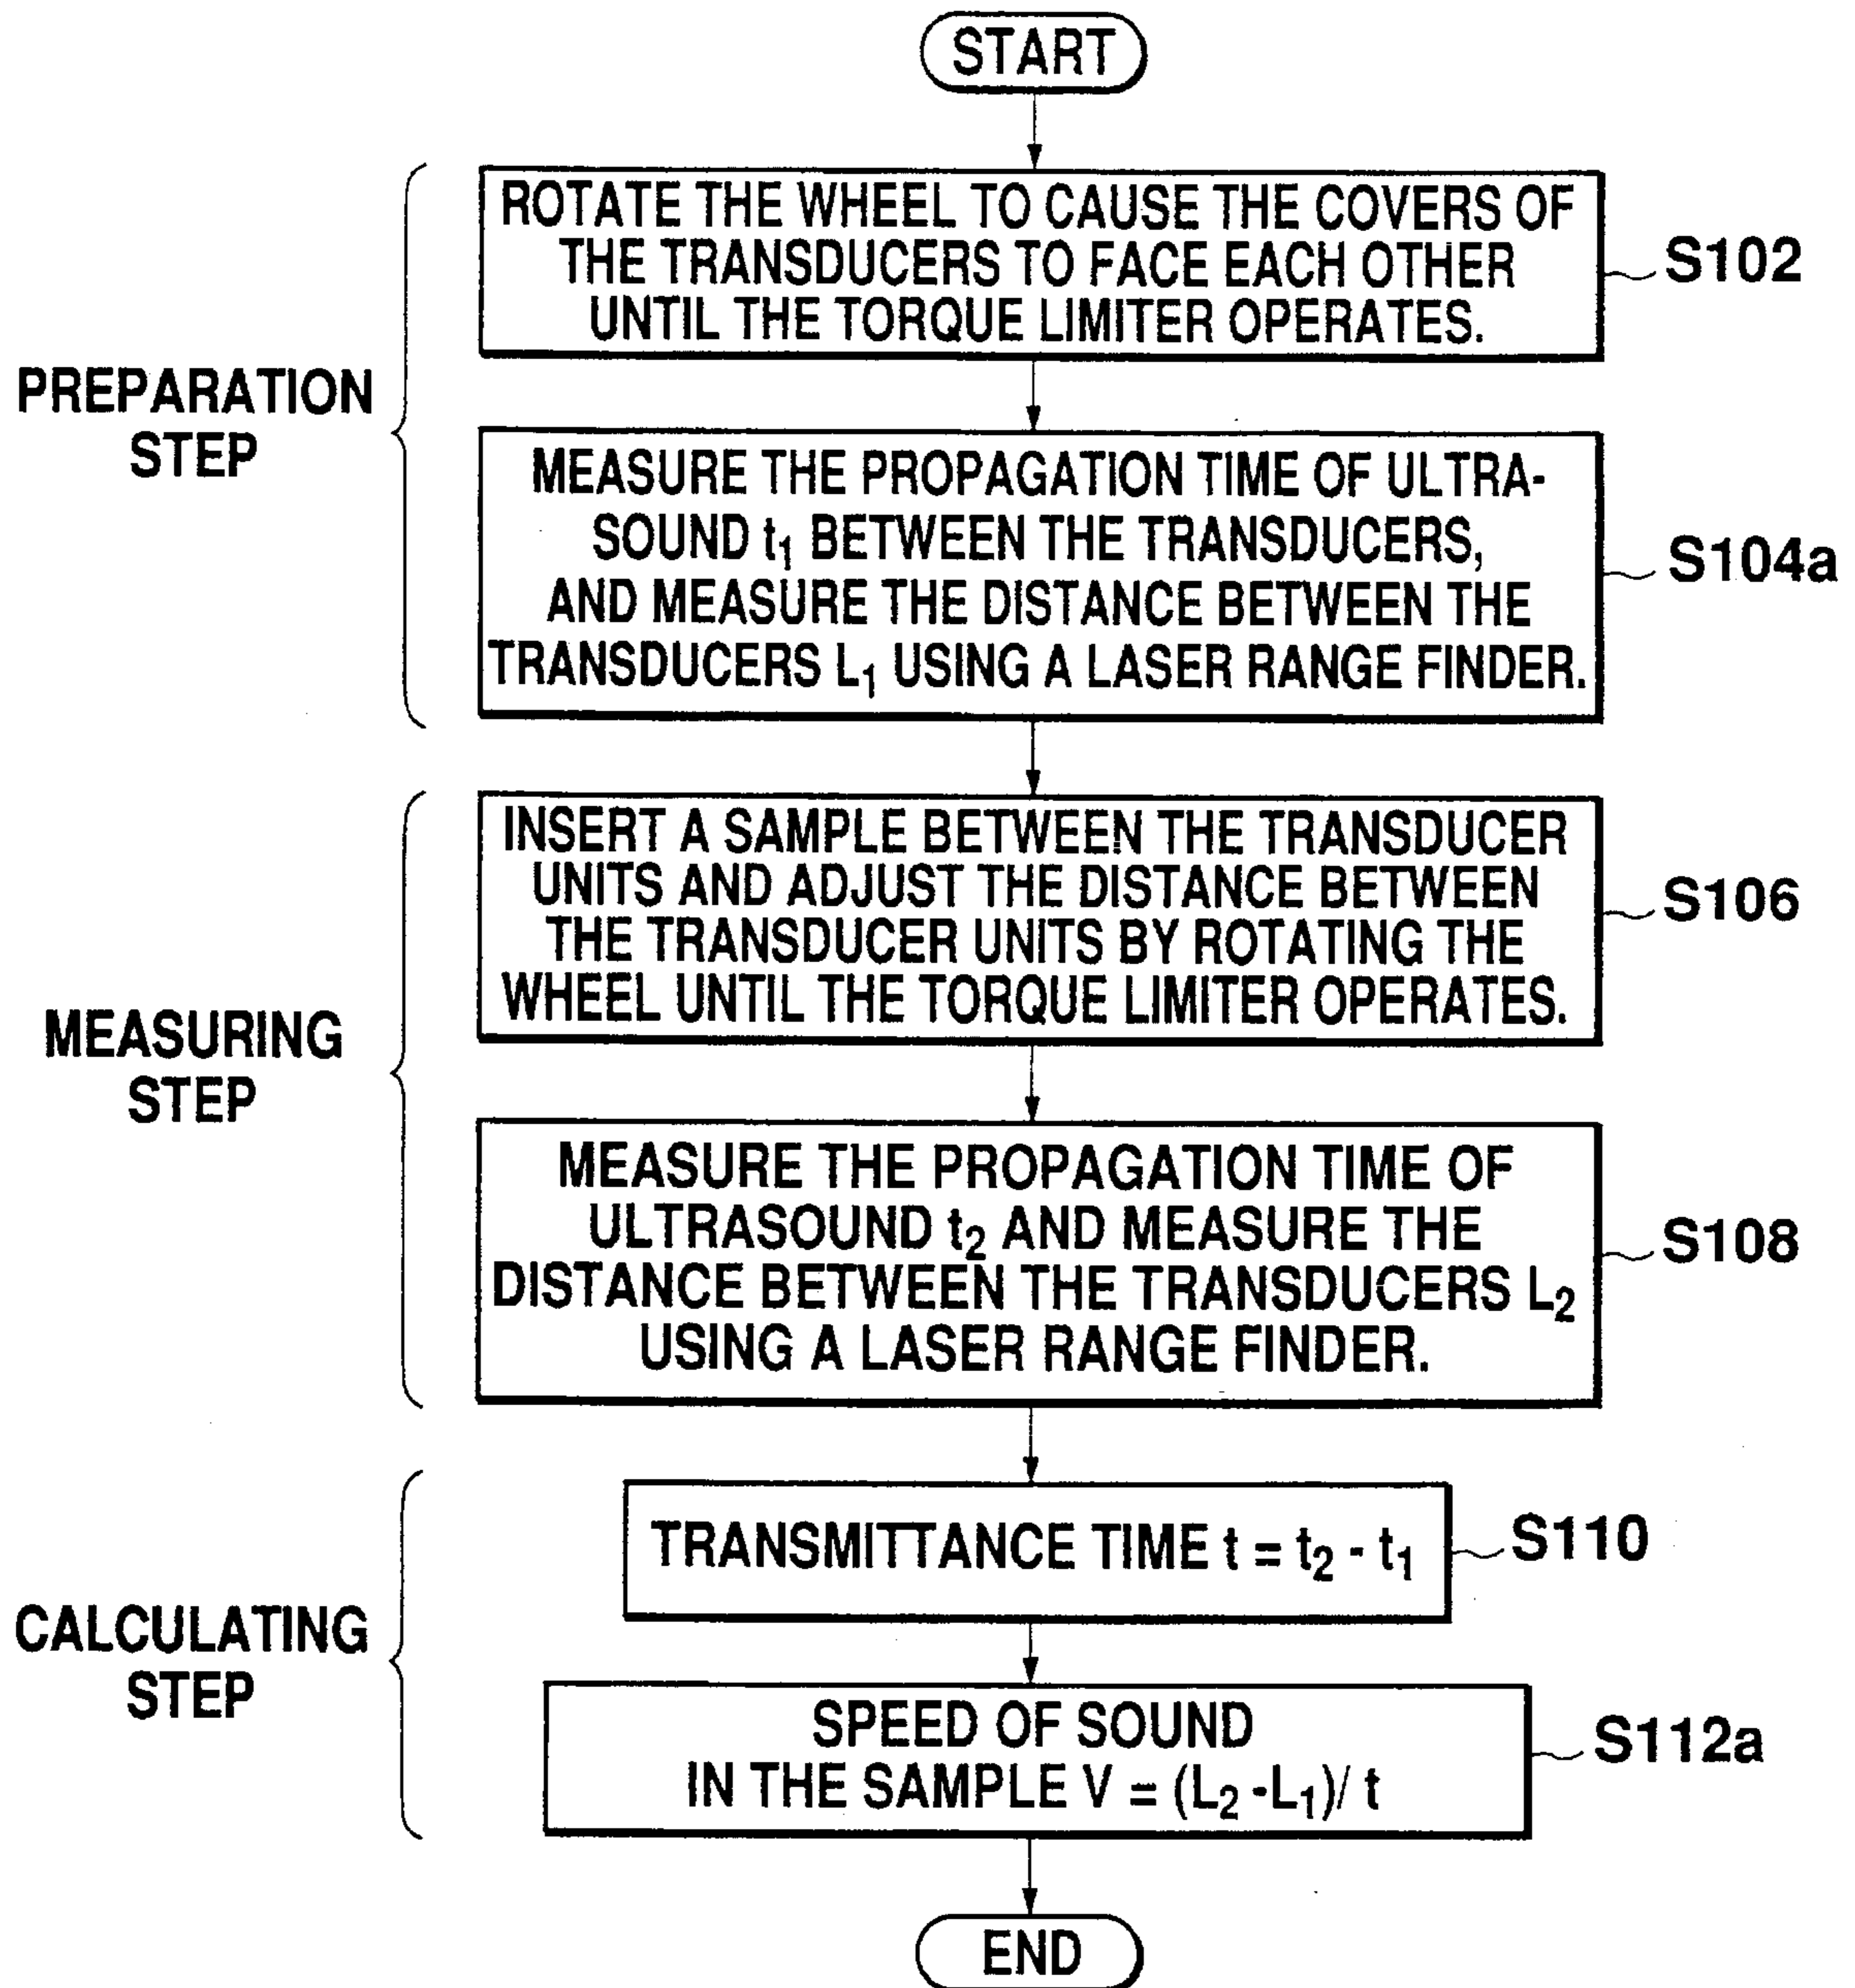 START
PREPARATION
STEP
ROTATE THE WHEEL TO CAUSE THE COVERS OF
THE TRANSDUCERS TO FACE EACH OTHER
UNTIL THE TORQUE LIMITER OPERATES.
S102
MEASURE THE PROPAGATION TIME OF ULTRA-
SOUND t₁ BETWEEN THE TRANSDUCERS,
AND MEASURE THE DISTANCE BETWEEN THE
TRANSDUCERS L₁ USING A LASER RANGE FINDER.
S104a
MEASURING
STEP
INSERT A SAMPLE BETWEEN THE TRANSDUCER
UNITS AND ADJUST THE DISTANCE BETWEEN
THE TRANSDUCER UNITS BY ROTATING THE
WHEEL UNTIL THE TORQUE LIMITER OPERATES.
S106
MEASURE THE PROPAGATION TIME OF
ULTRASOUND t₂ AND MEASURE THE
DISTANCE BETWEEN THE TRANSDUCERS L₂
USING A LASER RANGE FINDER.
S108
CALCULATING
STEP
TRANSMITTANCE TIME t = t₂ - t₁
S110
SPEED OF SOUND
IN THE SAMPLE V = (L₂ -L₁)/ t
S112a
END